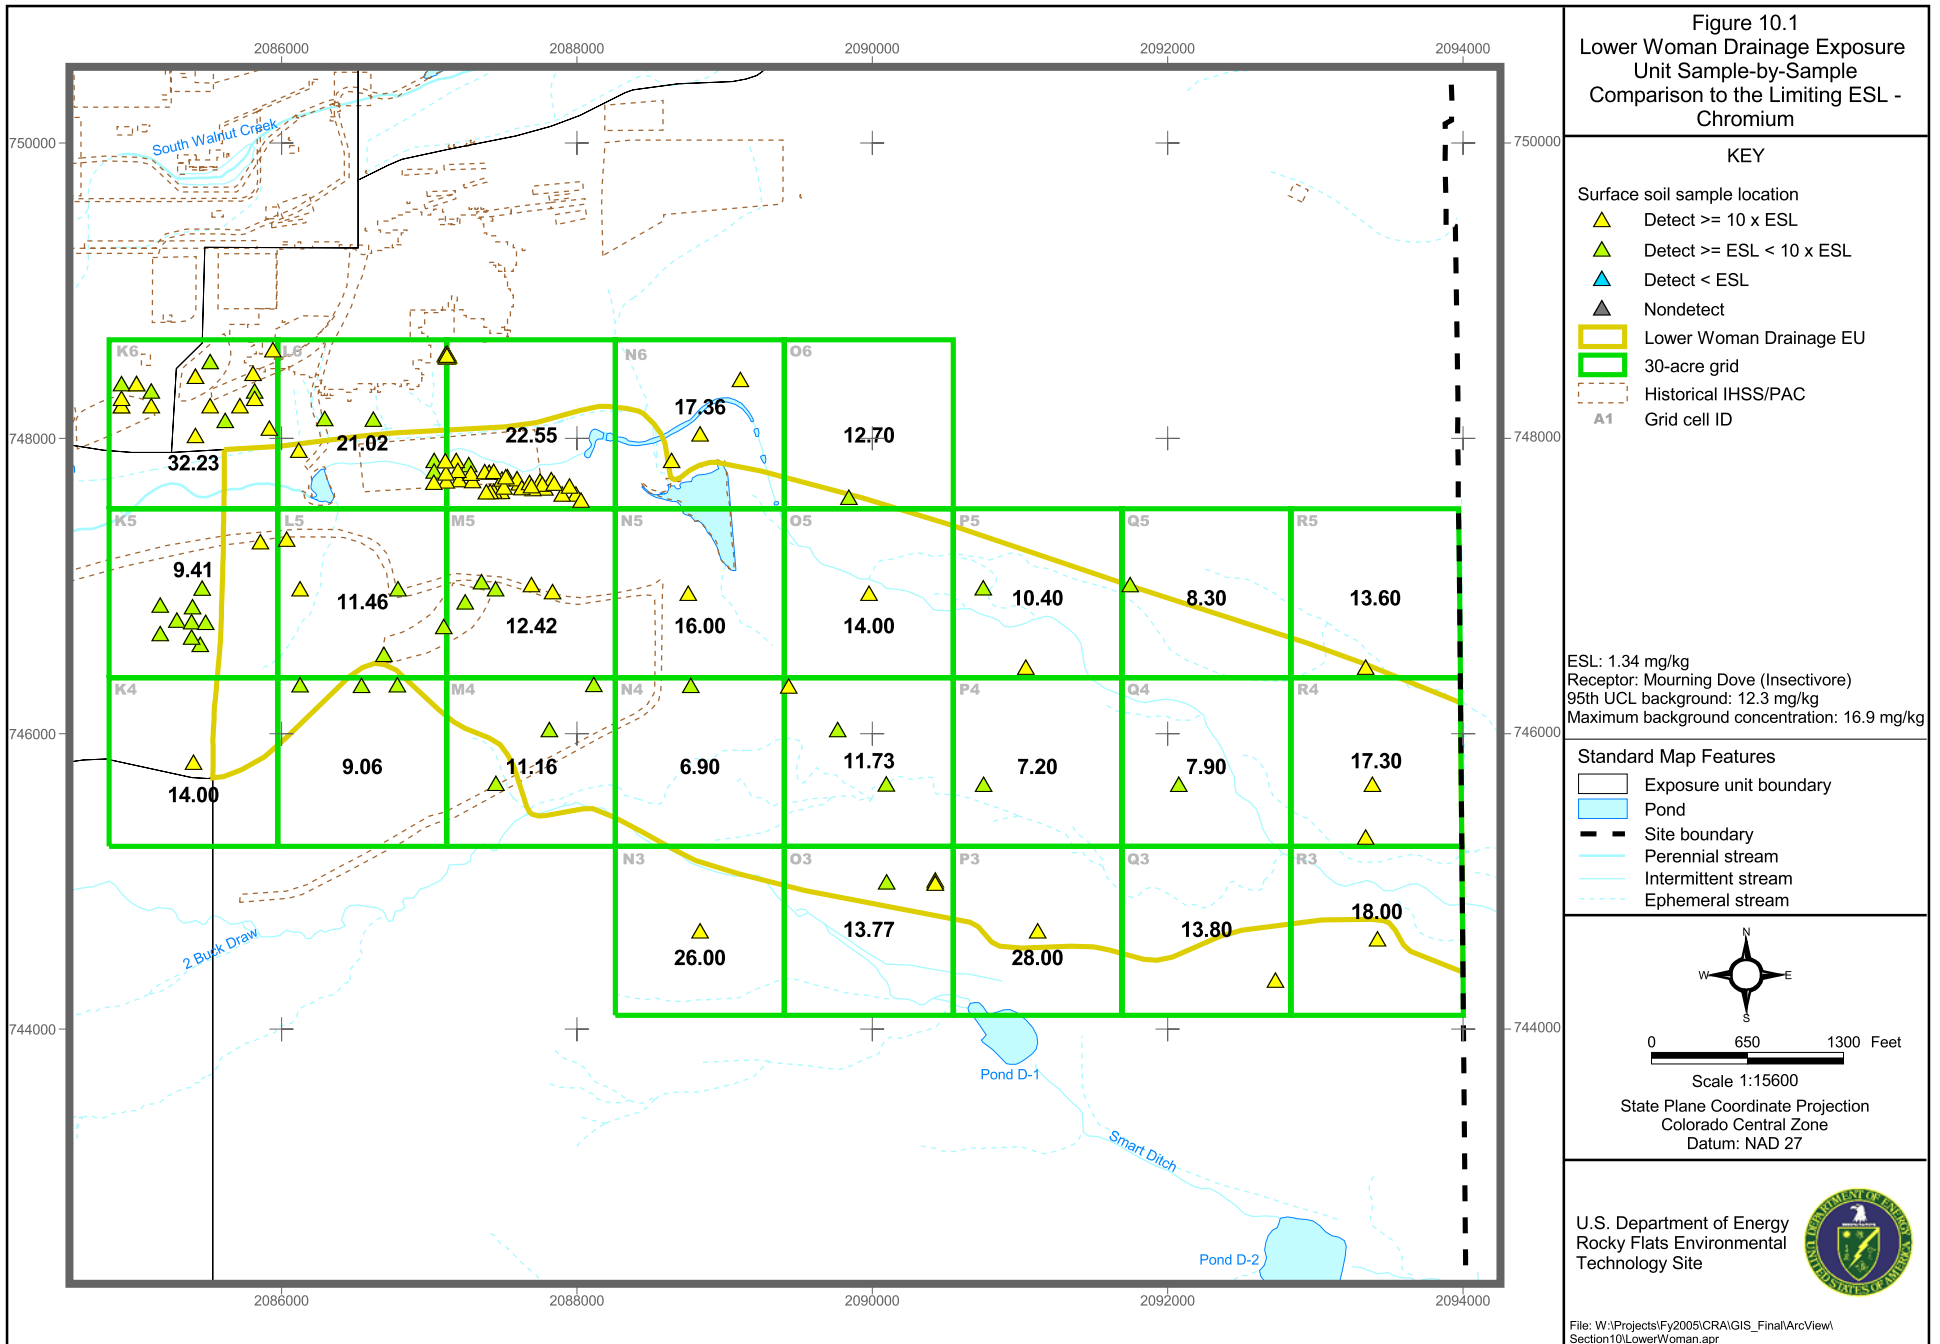 Figure 10.1
Lower Woman Drainage Exposure
Unit Sample-by-Sample
Comparison to the Limiting ESL -
Chromium
KEY
Surface soil sample location
Detect >= 10 x ESL
Detect >= ESL < 10 x ESL
Detect < ESL
Nondetect
Lower Woman Drainage EU
30-acre grid
Historical IHSS/PAC
A1 Grid cell ID
ESL: 1.34 mg/kg
Receptor: Mourning Dove (Insectivore)
95th UCL background: 12.3 mg/kg
Maximum background concentration: 16.9 mg/kg
Standard Map Features
Exposure unit boundary
Pond
Site boundary
Perennial stream
Intermittent stream
Ephemeral stream
N
W E
S
0 650 1300 Feet
Scale 1:15600
State Plane Coordinate Projection
Colorado Central Zone
Datum: NAD 27
U.S. Department of Energy
Rocky Flats Environmental
Technology Site
DEPARTMENT OF ENERGY
UNITED STATES OF AMERICA
File: W:\Projects\Fy2005\CRA\GIS_Final\ArcView\
Section10\LowerWoman.apr
2086000 2088000 2090000 2092000 2094000
750000 750000
South Walnut Creek
K6 L6 N6 O6
17.36
12.70
32.23 21.02 22.55
748000 748000
K5 L5 M5 N5 O5 P5 Q5 R5
9.41 11.46 12.42 16.00 14.00 10.40 8.30 13.60
K4 M4 N4 P4 Q4 R4
746000 746000
14.00 9.06 11.16 6.90 11.73 7.20 7.90 17.30
N3 O3 P3 Q3 R3
26.00 13.77 28.00 13.80 18.00
2 Buck Draw
744000 744000
Pond D-1
Smart Ditch
Pond D-2
2086000 2088000 2090000 2092000 2094000